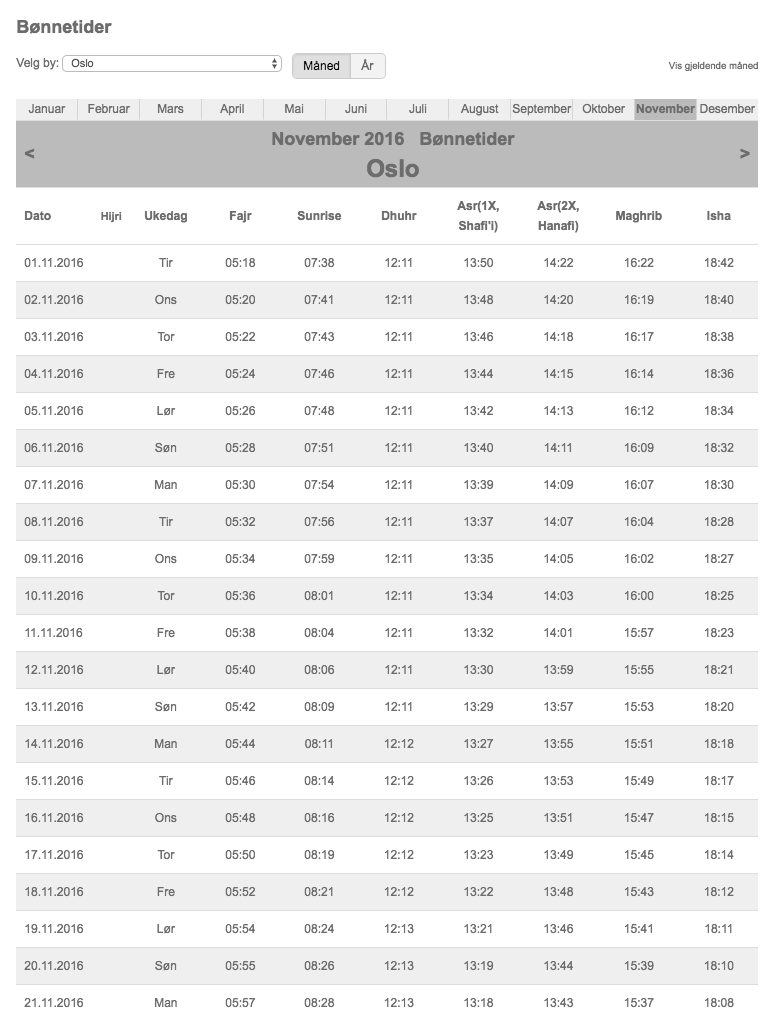 Bønnetider
Velg by: Oslo Måned År Vis gjeldende måned
Januar Februar Mars April Mai Juni Juli August September Oktober November Desember
November 2016 Bønnetider
< >
Oslo
Dato Hijri Ukedag Fajr Sunrise Dhuhr Asr(1X, Shafi'i) Asr(2X, Hanafi) Maghrib Isha
01.11.2016 Tir 05:18 07:38 12:11 13:50 14:22 16:22 18:42
02.11.2016 Ons 05:20 07:41 12:11 13:48 14:20 16:19 18:40
03.11.2016 Tor 05:22 07:43 12:11 13:46 14:18 16:17 18:38
04.11.2016 Fre 05:24 07:46 12:11 13:44 14:15 16:14 18:36
05.11.2016 Lør 05:26 07:48 12:11 13:42 14:13 16:12 18:34
06.11.2016 Søn 05:28 07:51 12:11 13:40 14:11 16:09 18:32
07.11.2016 Man 05:30 07:54 12:11 13:39 14:09 16:07 18:30
08.11.2016 Tir 05:32 07:56 12:11 13:37 14:07 16:04 18:28
09.11.2016 Ons 05:34 07:59 12:11 13:35 14:05 16:02 18:27
10.11.2016 Tor 05:36 08:01 12:11 13:34 14:03 16:00 18:25
11.11.2016 Fre 05:38 08:04 12:11 13:32 14:01 15:57 18:23
12.11.2016 Lør 05:40 08:06 12:11 13:30 13:59 15:55 18:21
13.11.2016 Søn 05:42 08:09 12:11 13:29 13:57 15:53 18:20
14.11.2016 Man 05:44 08:11 12:12 13:27 13:55 15:51 18:18
15.11.2016 Tir 05:46 08:14 12:12 13:26 13:53 15:49 18:17
16.11.2016 Ons 05:48 08:16 12:12 13:25 13:51 15:47 18:15
17.11.2016 Tor 05:50 08:19 12:12 13:23 13:49 15:45 18:14
18.11.2016 Fre 05:52 08:21 12:12 13:22 13:48 15:43 18:12
19.11.2016 Lør 05:54 08:24 12:13 13:21 13:46 15:41 18:11
20.11.2016 Søn 05:55 08:26 12:13 13:19 13:44 15:39 18:10
21.11.2016 Man 05:57 08:28 12:13 13:18 13:43 15:37 18:08